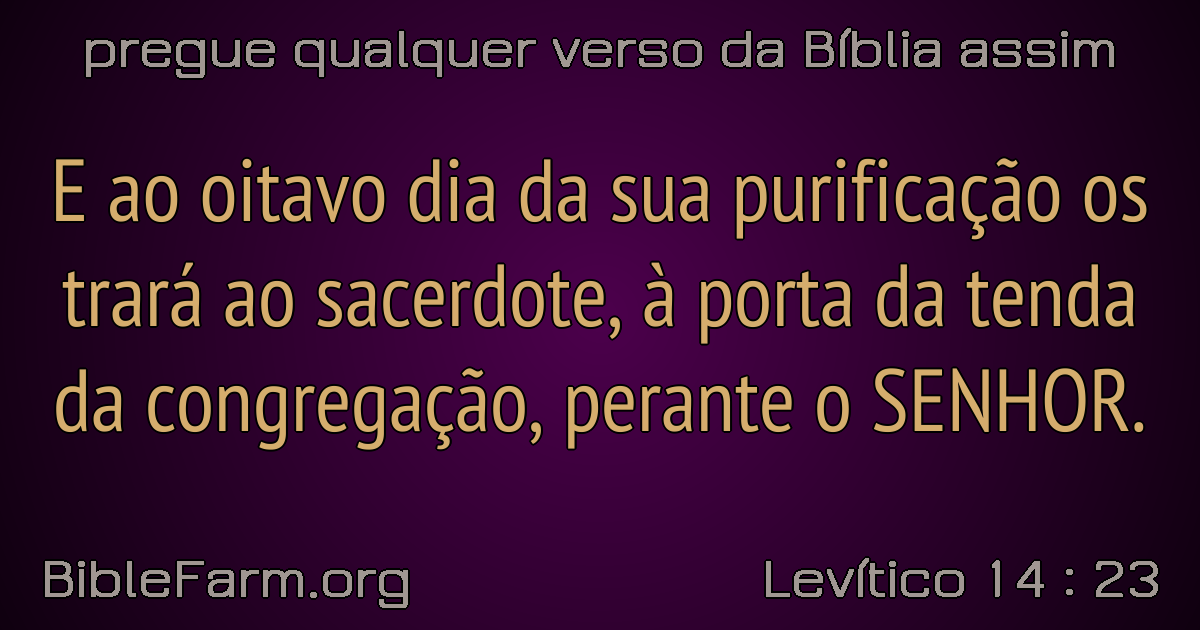 pregue qualquer verso da Bíblia assim
E ao oitavo dia da sua purificação os
trará ao sacerdote, à porta da tenda
da congregação, perante o SENHOR.
BibleFarm.org
Levítico 14 : 23